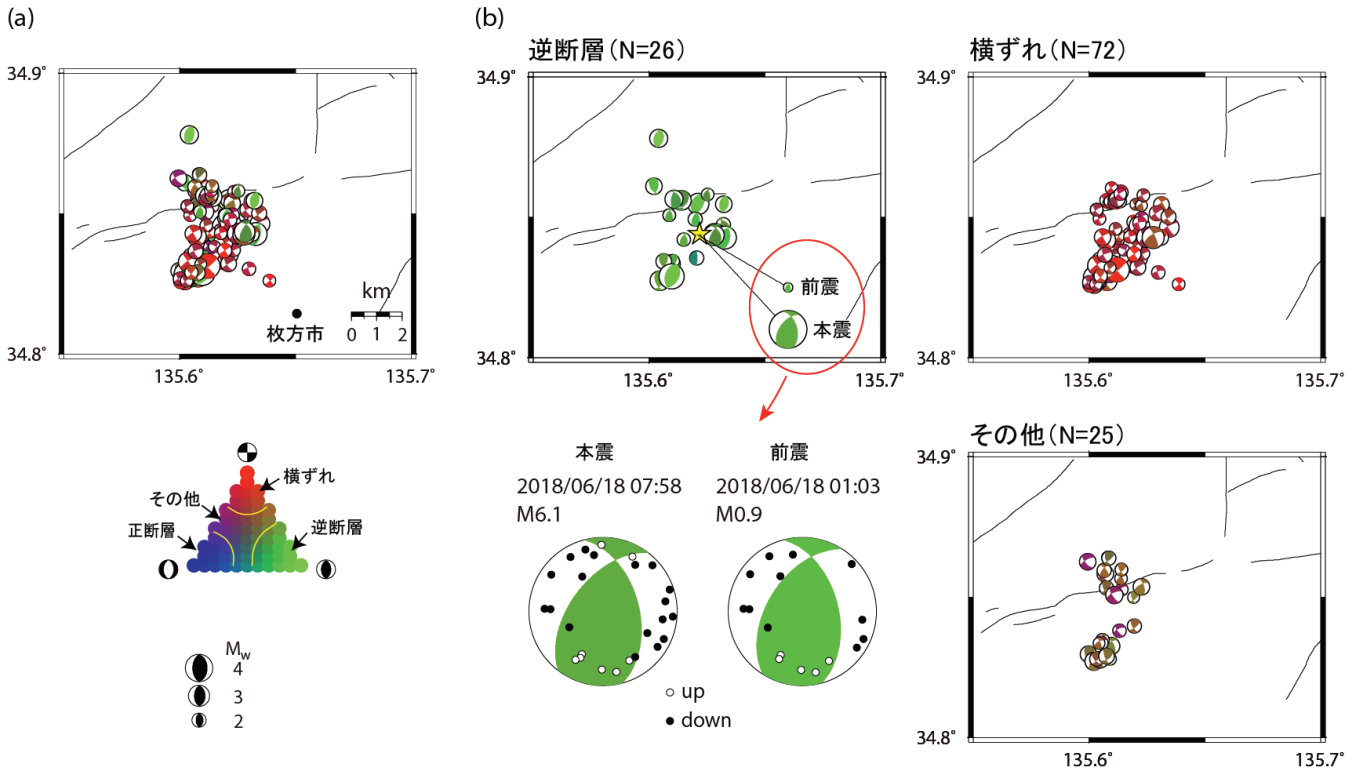 (a)
34.9°
34.8°
135.6°
135.7°
枚方市
km
0 1 2
横ずれ
その他
正断層
逆断層
Mw
4
3
2
(b)
逆断層(N=26)
34.9°
34.8°
135.6°
135.7°
前震
本震
本震
2018/06/18 07:58
M6.1
前震
2018/06/18 01:03
M0.9
up
down
横ずれ(N=72)
34.9°
34.8°
135.6°
135.7°
その他(N=25)
34.9°
34.8°
135.6°
135.7°